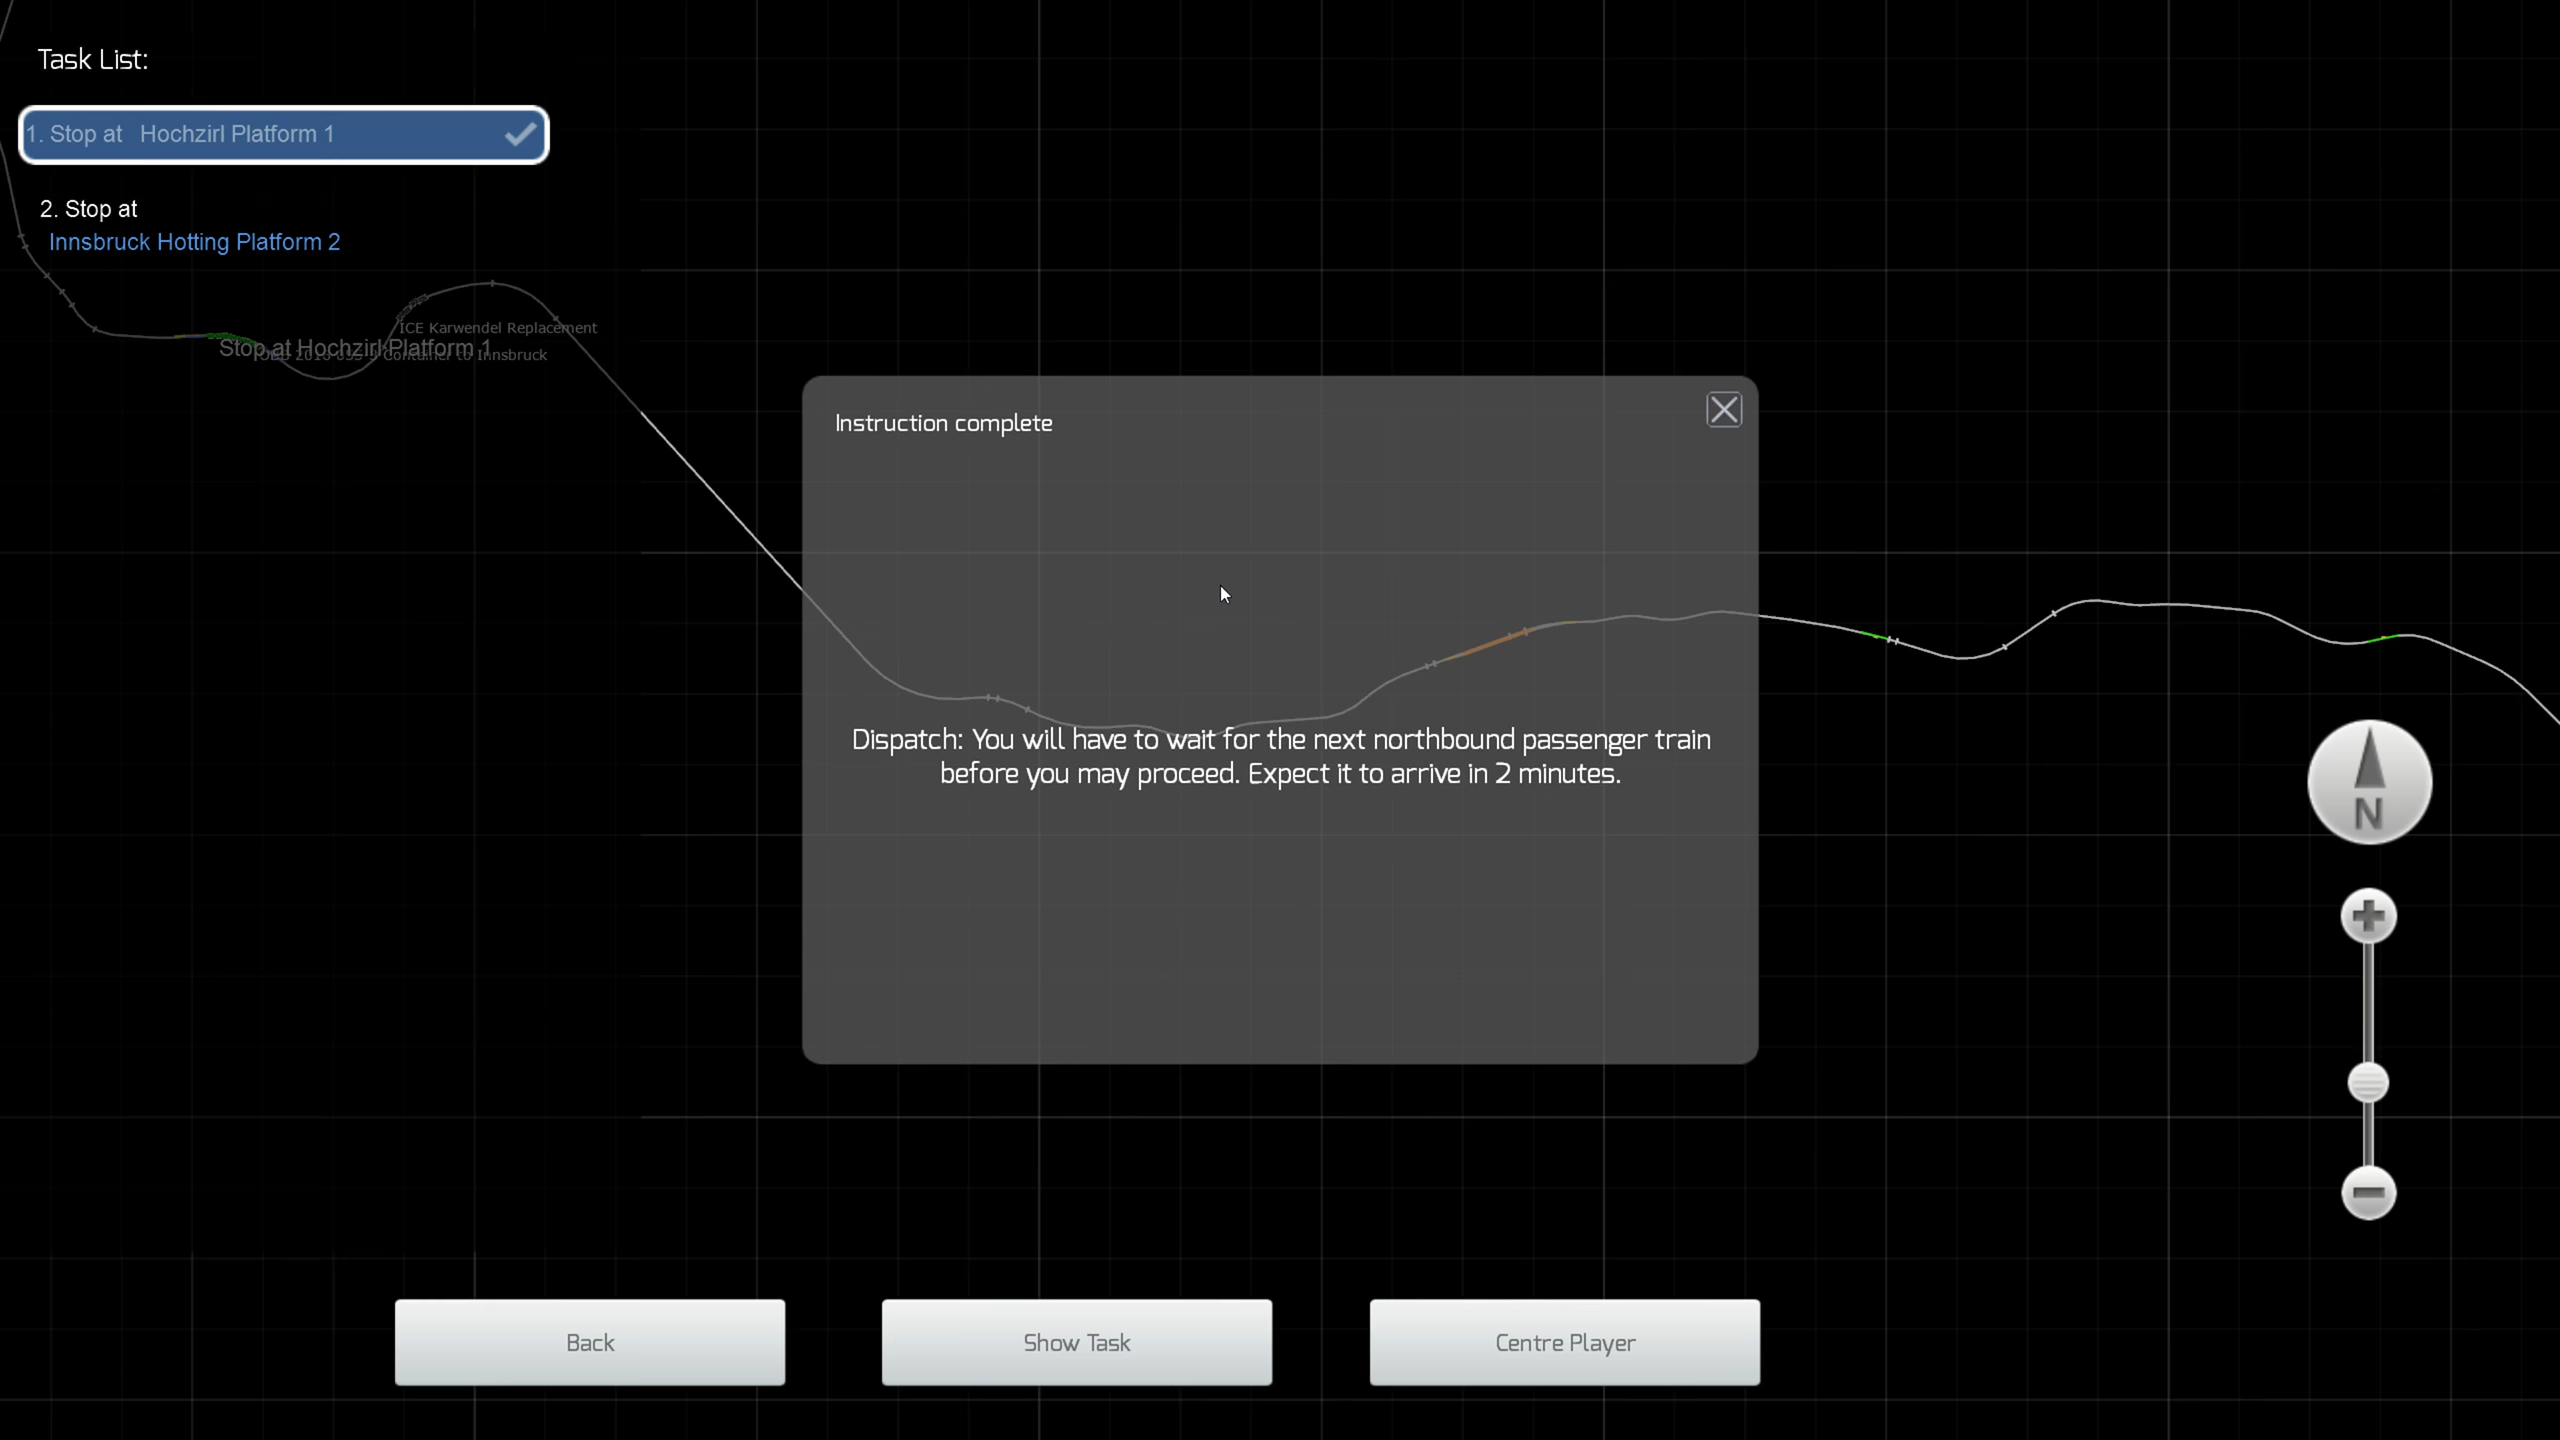 Task List:
1. Stop at Hochzirl Platform 1
2. Stop at
Innsbruck Hotting Platform 2
ICE Karwendel Replacement
Stop at Hochzirl Platform 1
Container to Innsbruck
Instruction complete
Dispatch: You will have to wait for the next northbound passenger train
before you may proceed. Expect it to arrive in 2 minutes.
N
Back
Show Task
Centre Player